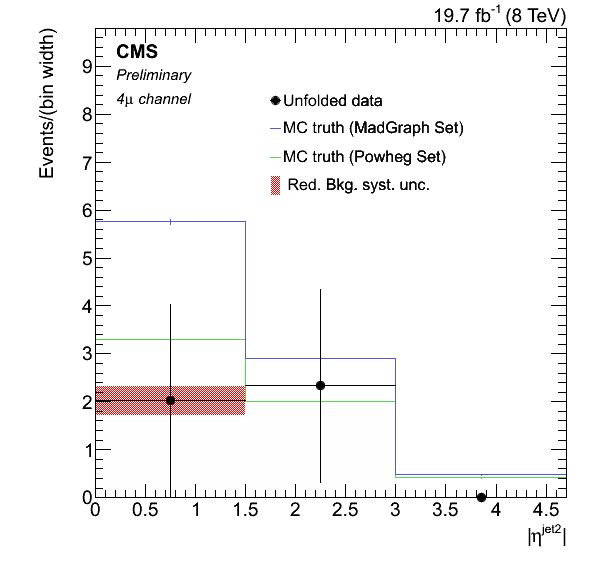 19.7 fb⁻¹ (8 TeV)
CMS
Preliminary
4μ channel
Unfolded data
MC truth (MadGraph Set)
MC truth (Powheg Set)
Red. Bkg. syst. unc.
Events/(bin width)
9
8
7
6
5
4
3
2
1
0
0 0.5 1 1.5 2 2.5 3 3.5 4 4.5
|η^jet2|